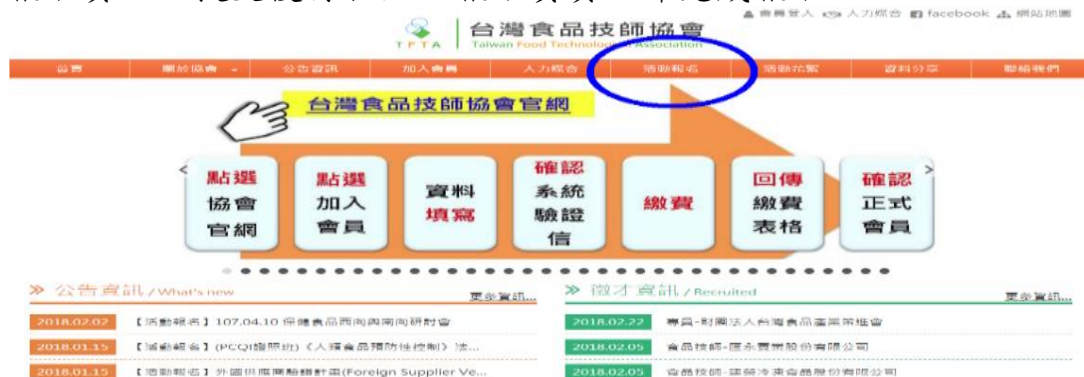 會員登入 人力媒合 facebook 網站地圖
台灣食品技師協會
TFTA Taiwan Food Technologist Association
首頁 關於協會 公告資訊 加入會員 人力媒合 活動報名 活動花絮 資料分享 聯絡我們
台灣食品技師協會官網
點選協會官網
點選加入會員
資料填寫
確認系統驗證信
繳費
回傳繳費表格
確認正式會員
公告資訊 / What's new 更多資訊...
2018.02.02 【活動報名】107.04.10 保健食品西向與南向研討會
2018.01.15 【活動報名】(PCQI證照班)《人類食品預防性控制》法...
2018.01.15 【活動報名】外國供應商驗證計畫(Foreign Supplier Ve...
徵才資訊 / Recruited 更多資訊...
2018.02.22 專員-財團法人台灣食品產業策進會
2018.02.05 食品技師-匯永實業股份有限公司
2018.02.05 食品技師-建榮冷凍食品股份有限公司